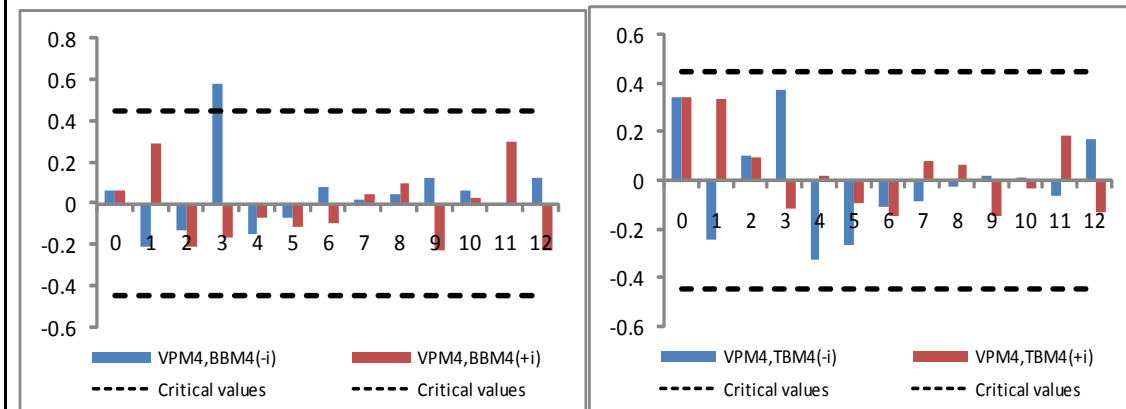 0.8
0.6
0.4
0.2
0
-0.2
-0.4
-0.6
0 1 2 3 4 5 6 7 8 9 10 11 12
VPM4,BBM4(-i) VPM4,BBM4(+i)
Critical values Critical values
0.6
0.4
0.2
0
-0.2
-0.4
-0.6
0 1 2 3 4 5 6 7 8 9 10 11 12
VPM4,TBM4(-i) VPM4,TBM4(+i)
Critical values Critical values